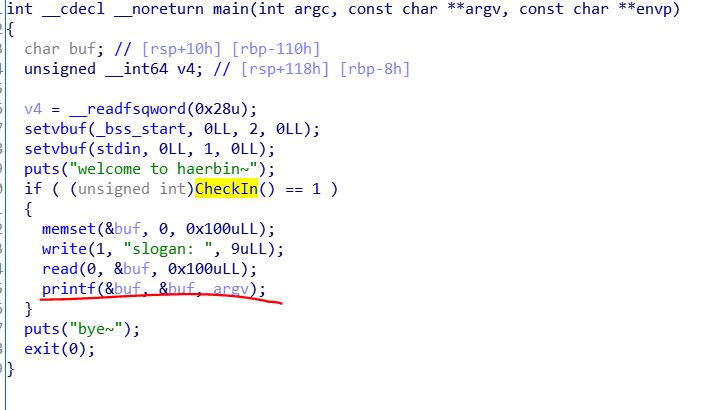 int __cdecl __noreturn main(int argc, const char **argv, const char **envp)
{
char buf; // [rsp+10h] [rbp-110h]
unsigned __int64 v4; // [rsp+118h] [rbp-8h]
v4 = __readfsqword(0x28u);
setvbuf(_bss_start, 0LL, 2, 0LL);
setvbuf(stdin, 0LL, 1, 0LL);
puts("welcome to haerbin~");
if ( (unsigned int)CheckIn() == 1 )
{
memset(&buf, 0, 0x100uLL);
write(1, "slogan: ", 9uLL);
read(0, &buf, 0x100uLL);
printf(&buf, &buf, argv);
}
puts("bye~");
exit(0);
}